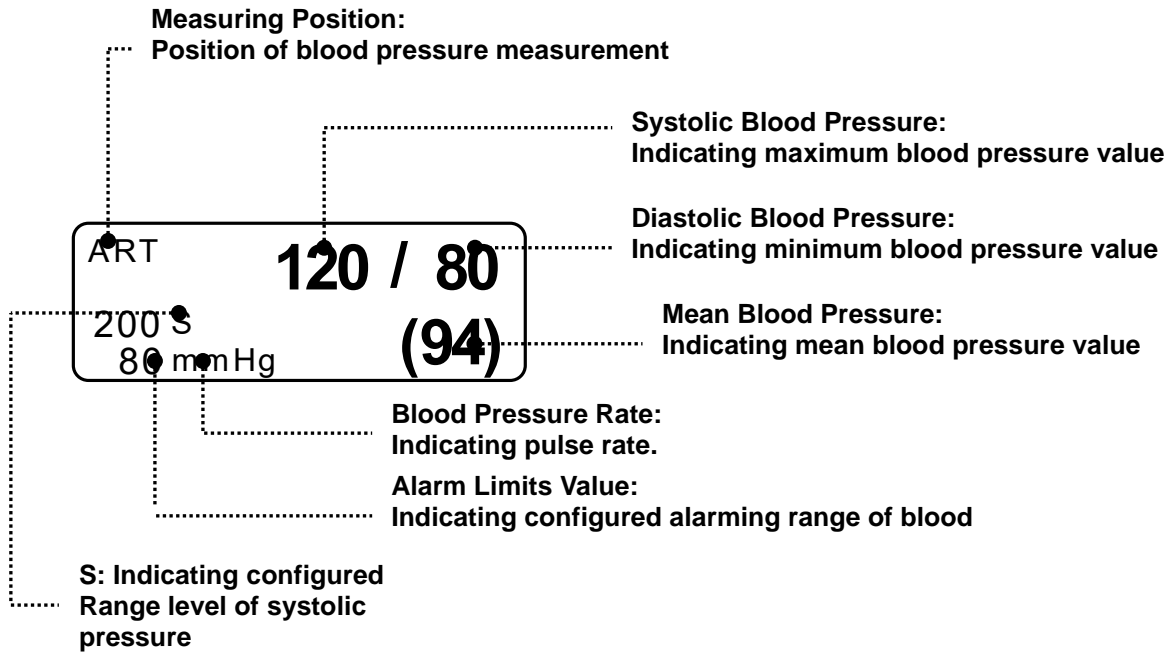 Measuring Position:
Position of blood pressure measurement
Systolic Blood Pressure:
Indicating maximum blood pressure value
Diastolic Blood Pressure:
Indicating minimum blood pressure value
ART
120 / 80
200 S
(94)
80 mmHg
Mean Blood Pressure:
Indicating mean blood pressure value
Blood Pressure Rate:
Indicating pulse rate.
Alarm Limits Value:
Indicating configured alarming range of blood
S: Indicating configured
Range level of systolic
pressure